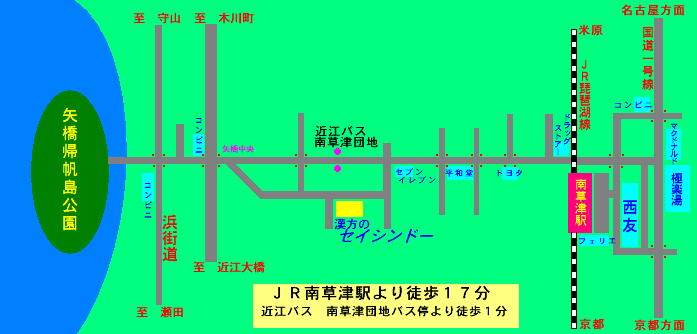 至 守山
至 木川町
名古屋方面
米原
国道一号線
JR琵琶湖線
コンビニ
矢橋帰帆島公園
コンビニ
矢橋中央
近江バス
南草津団地
ドラッグ
ストアー
マクドナルド
コンビニ
セブン
イレブン
平和堂
トヨタ
南草津駅
西友
極楽湯
浜街道
漢方の
セイシンドー
フェリエ
至 近江大橋
至 瀬田
JR南草津駅より徒歩17分
近江バス 南草津団地バス停より徒歩1分
京都
京都方面